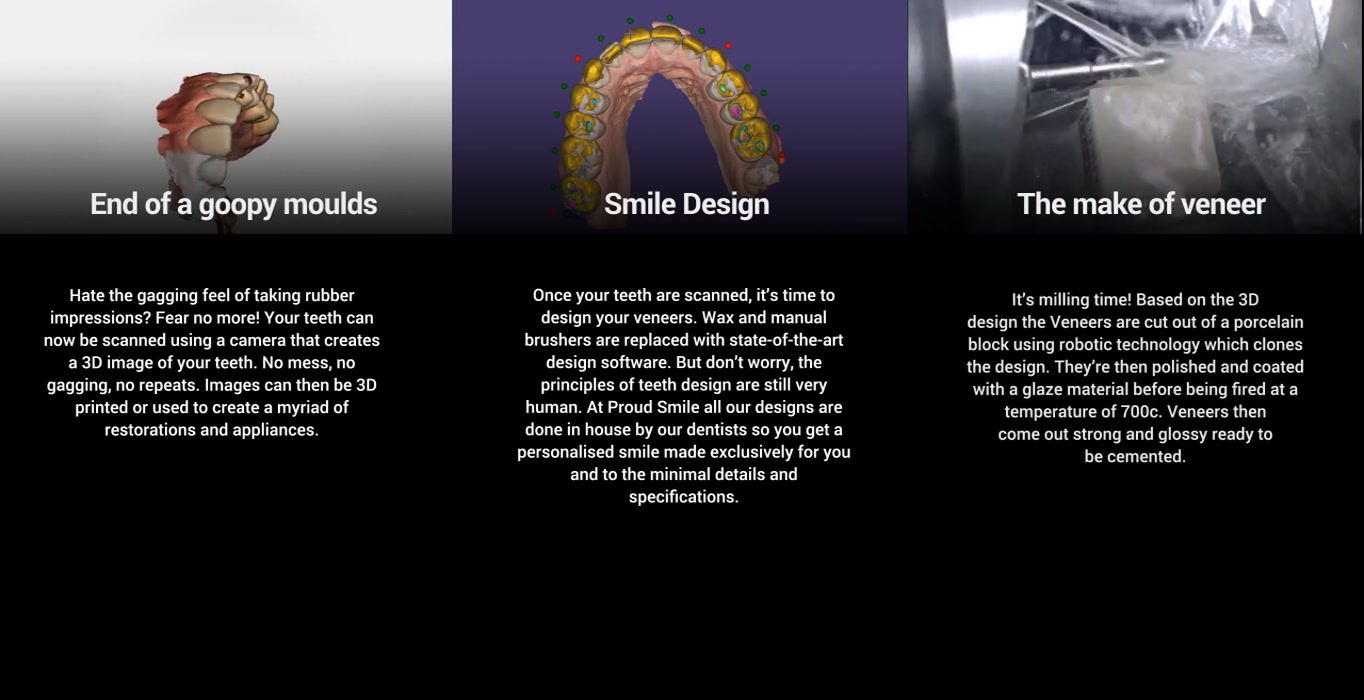 End of a goopy moulds
Hate the gagging feel of taking rubber
impressions? Fear no more! Your teeth can
now be scanned using a camera that creates
a 3D image of your teeth. No mess, no
gagging, no repeats. Images can then be 3D
printed or used to create a myriad of
restorations and appliances.
Smile Design
Once your teeth are scanned, it’s time to
design your veneers. Wax and manual
brushers are replaced with state-of-the-art
design software. But don’t worry, the
principles of teeth design are still very
human. At Proud Smile all our designs are
done in house by our dentists so you get a
personalised smile made exclusively for you
and to the minimal details and
specifications.
The make of veneer
It’s milling time! Based on the 3D
design the Veneers are cut out of a porcelain
block using robotic technology which clones
the design. They’re then polished and coated
with a glaze material before being fired at a
temperature of 700c. Veneers then
come out strong and glossy ready to
be cemented.